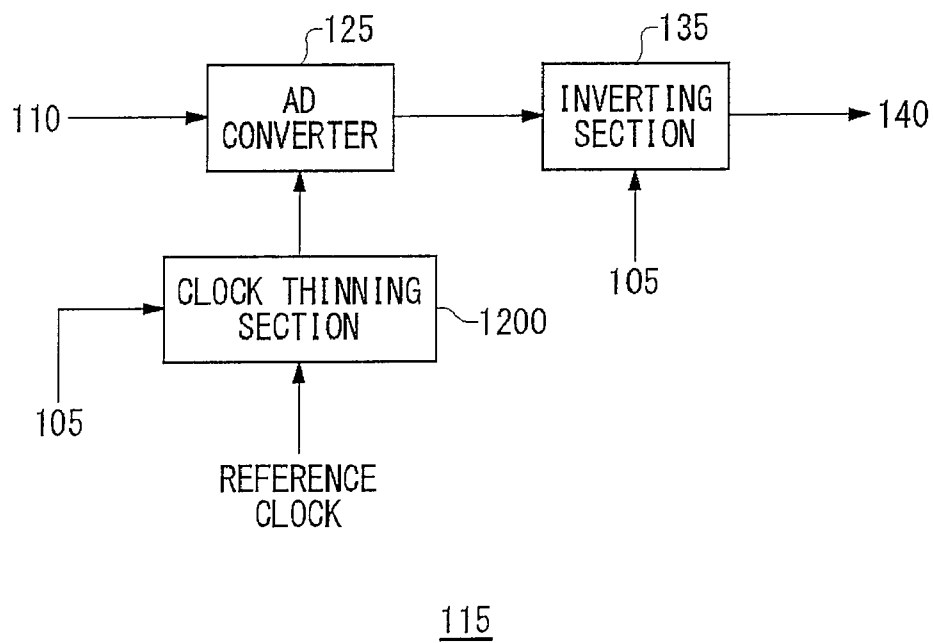 125
135
110
AD
CONVERTER
INVERTING
SECTION
140
105
CLOCK THINNING
SECTION
1200
105
REFERENCE
CLOCK
115